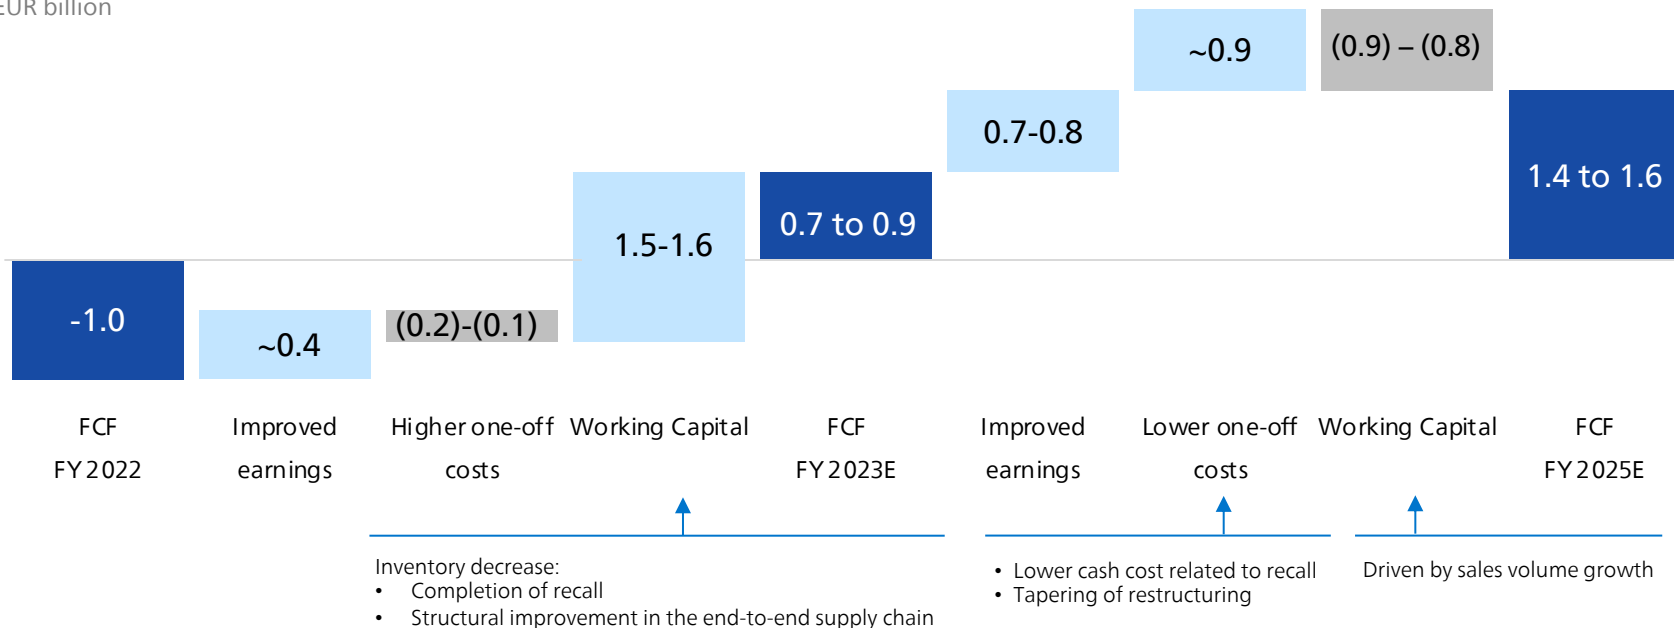 EUR billion
~0.9
(0.9) – (0.8)
0.7-0.8
1.4 to 1.6
1.5-1.6
0.7 to 0.9
-1.0
~0.4
(0.2)-(0.1)
FCF
FY 2022
Improved
earnings
Higher one-off
costs
Working Capital
FCF
FY 2023E
Improved
earnings
Lower one-off
costs
Working Capital
FCF
FY 2025E
Inventory decrease:
• Completion of recall
• Structural improvement in the end-to-end supply chain
• Lower cash cost related to recall
• Tapering of restructuring
Driven by sales volume growth